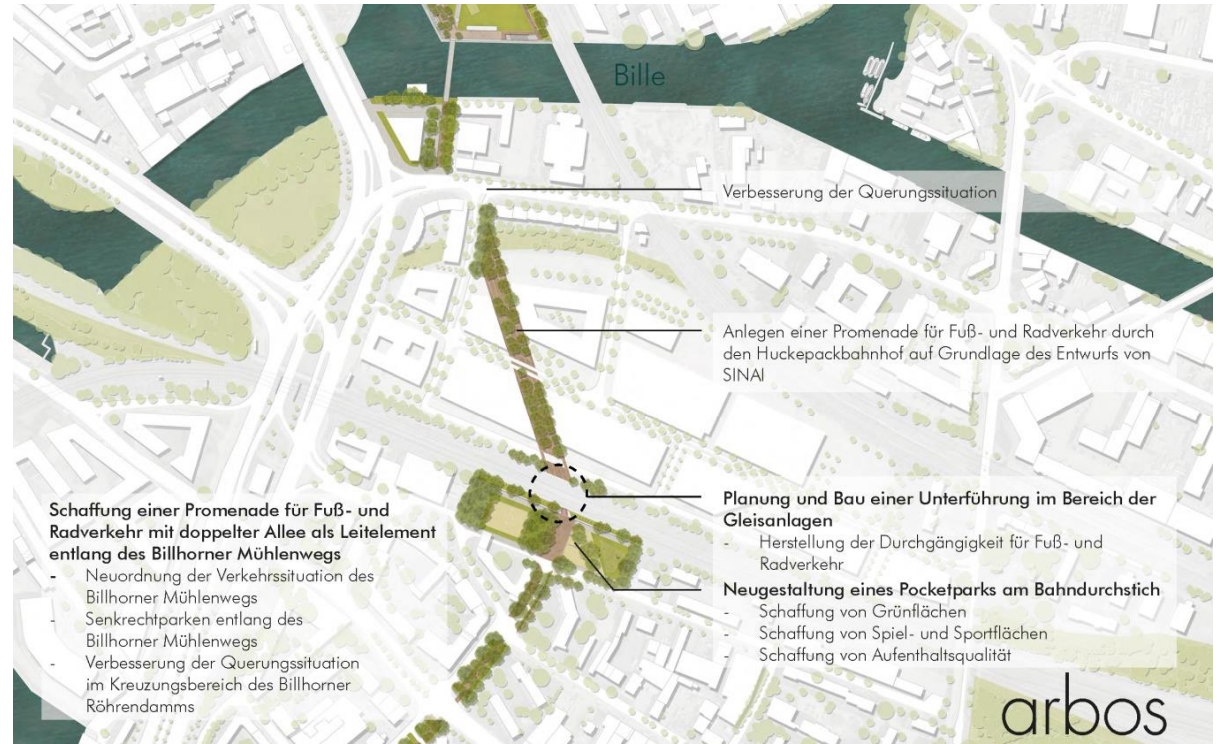 Bille
Verbesserung der Querungssituation
Anlegen einer Promenade für Fuß- und Radverkehr durch
den Huckepackbahnhof auf Grundlage des Entwurfs von
SINAI
Schaffung einer Promenade für Fuß- und
Radverkehr mit doppelter Allee als Leitelement
entlang des Billhorner Mühlenwegs
- Neuordnung der Verkehrssituation des
Billhorner Mühlenwegs
- Senkrechtparken entlang des
Billhorner Mühlenwegs
- Verbesserung der Querungssituation
im Kreuzungsbereich des Billhorner
Röhrendamms
Planung und Bau einer Unterführung im Bereich der
Gleisanlagen
- Herstellung der Durchgängigkeit für Fuß- und
Radverkehr
Neugestaltung eines Pocketparks am Bahndurchstich
- Schaffung von Grünflächen
- Schaffung von Spiel- und Sportflächen
- Schaffung von Aufenthaltsqualität
arbos